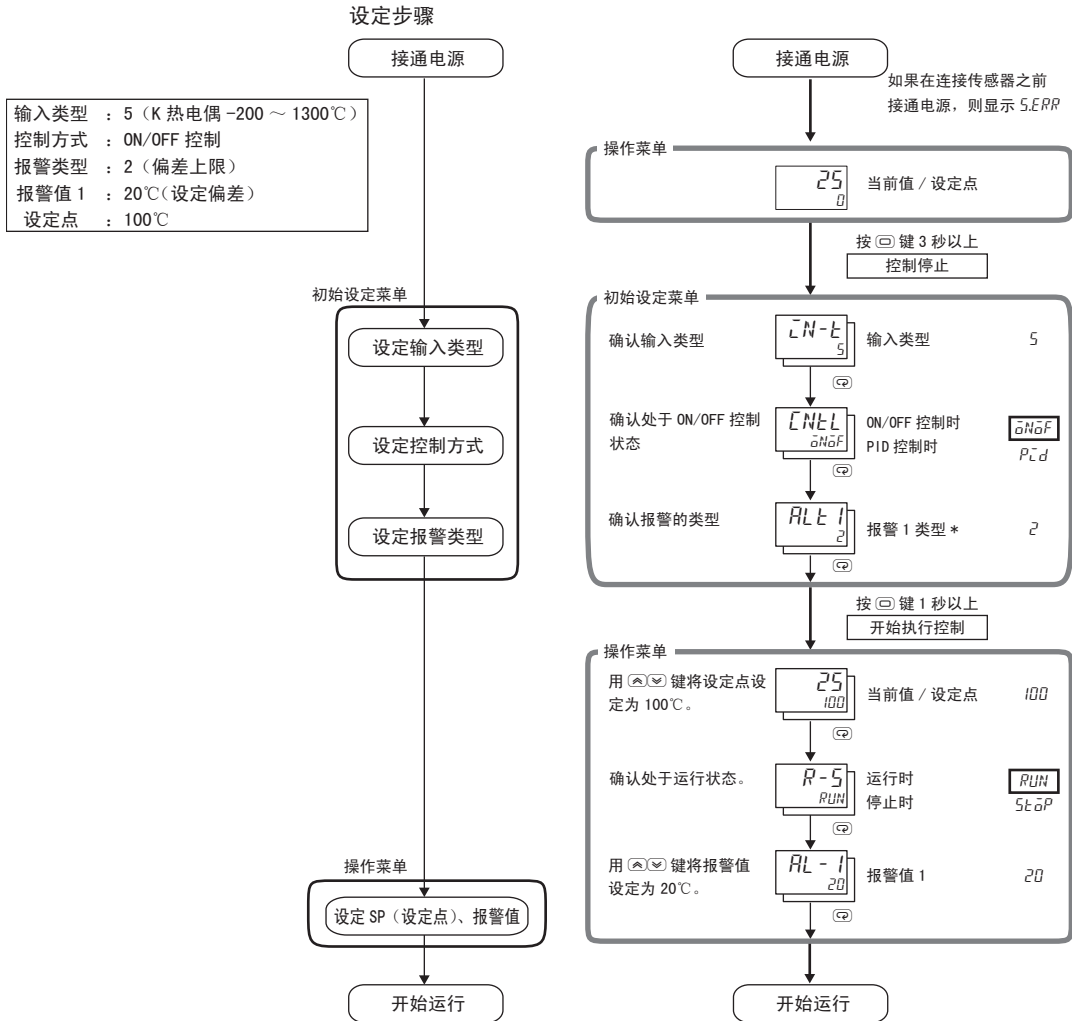 设定步骤
接通电源
输入类型 ：5（K 热电偶 -200 ～ 1300℃）
控制方式 ：ON/OFF 控制
报警类型 ：2（偏差上限）
报警值 1 ：20℃（设定偏差）
设定点 ：100℃
初始设定菜单
设定输入类型
设定控制方式
设定报警类型
操作菜单
设定 SP（设定点）、报警值
开始运行
接通电源
如果在连接传感器之前
接通电源，则显示 S.ERR
操作菜单
25
0
当前值 / 设定点
按 键 3 秒以上
控制停止
初始设定菜单
确认输入类型
IN-t
5
输入类型
5
确认处于 ON/OFF 控制
状态
CNtL
oNoF
ON/OFF 控制时
PID 控制时
oNoF
Pid
确认报警的类型
ALt1
2
报警 1 类型 *
2
按 键 1 秒以上
开始执行控制
操作菜单
用 键将设定点设
定为 100℃。
25
100
当前值 / 设定点
100
确认处于运行状态。
R-S
RUN
运行时
停止时
RUN
StoP
用 键将报警值
设定为 20℃。
AL-1
20
报警值 1
20
开始运行